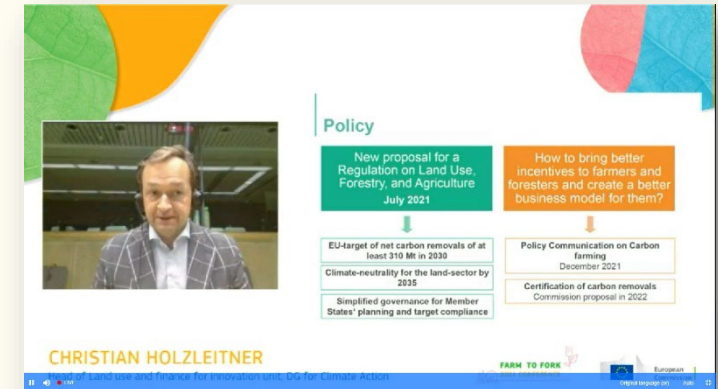 Policy
New proposal for a
Regulation on Land Use,
Forestry, and Agriculture
July 2021
EU-target of net carbon removals of at
least 310 Mt in 2030
Climate-neutrality for the land-sector by
2035
Simplified governance for Member
States' planning and target compliance
How to bring better
incentives to farmers and
foresters and create a better
business model for them?
Policy Communication on Carbon
farming
December 2021
Certification of carbon removals
Commission proposal in 2022
CHRISTIAN HOLZLEITNER
Head of Land use and finance for innovation unit, DG for Climate Action
FARM TO FORK
European
Commission
Original language
Auto